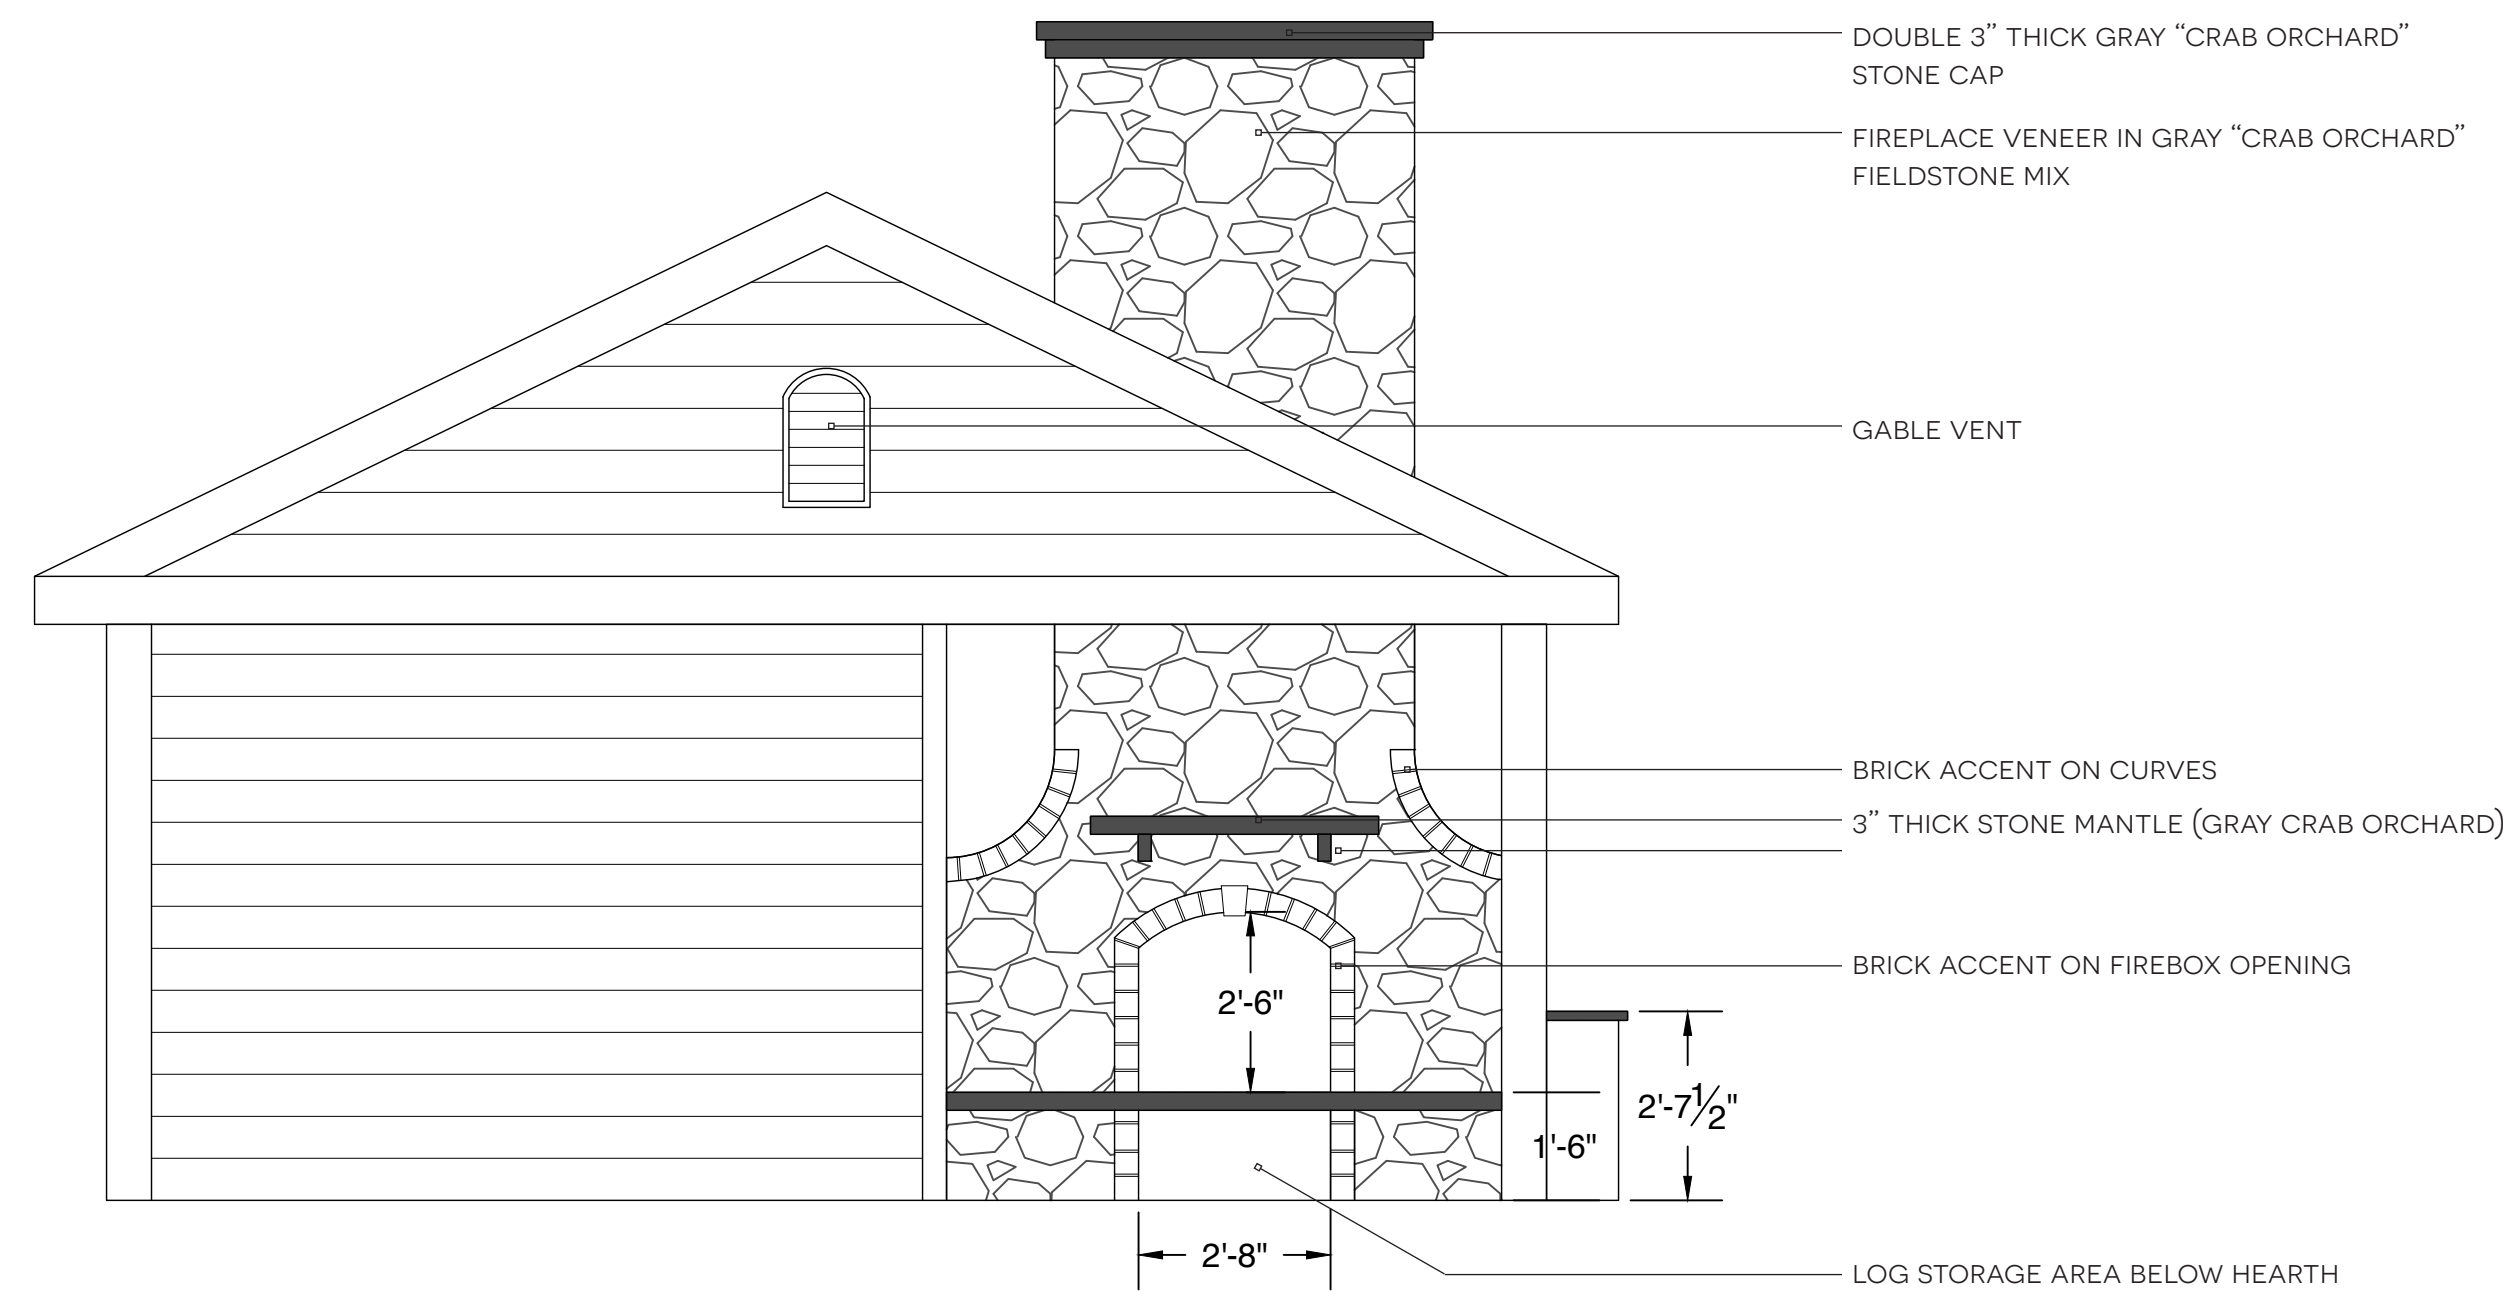 DOUBLE 3” THICK GRAY “CRAB ORCHARD”
STONE CAP
FIREPLACE VENEER IN GRAY “CRAB ORCHARD”
FIELDSTONE MIX
GABLE VENT
BRICK ACCENT ON CURVES
3” THICK STONE MANTLE (GRAY CRAB ORCHARD)
BRICK ACCENT ON FIREBOX OPENING
2'-6"
2'-7½"
1'-6"
2'-8"
LOG STORAGE AREA BELOW HEARTH